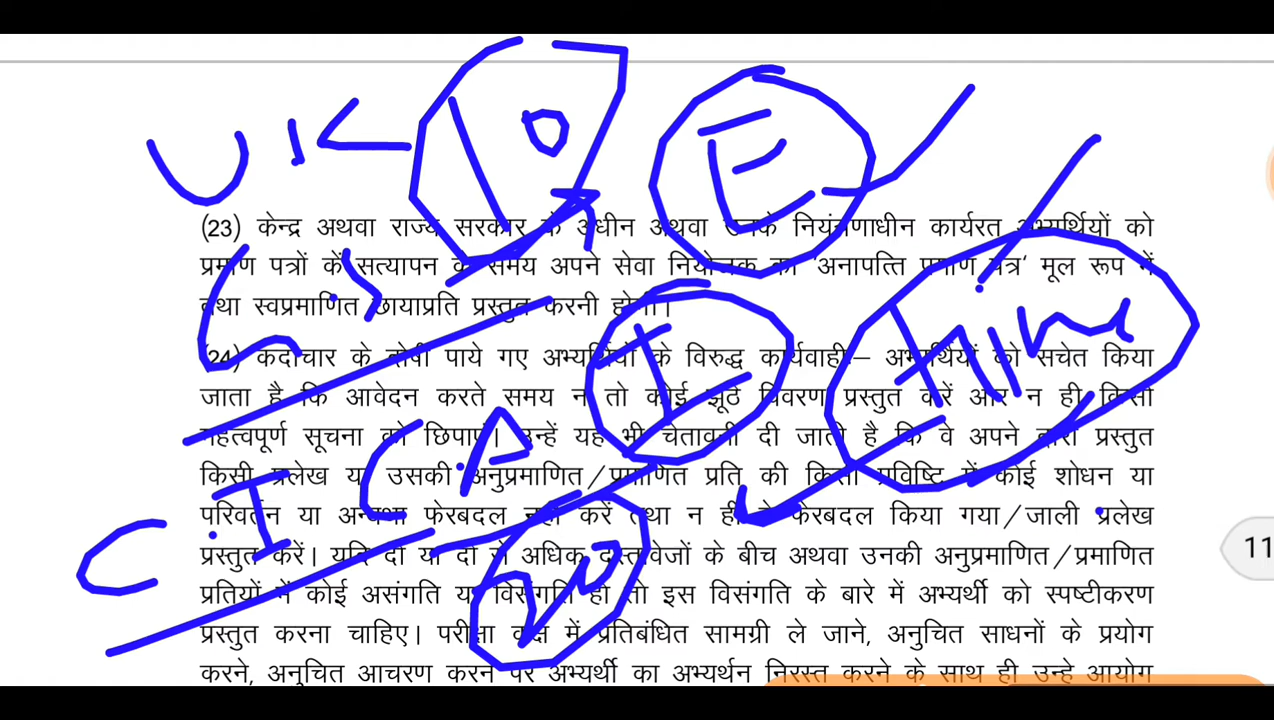 (23) केन्द्र अथवा राज्य सरकार के अधीन अथवा उनके नियंत्रणाधीन कार्यरत अभ्यर्थियों को
प्रमाण पत्रों के सत्यापन के समय अपने सेवा नियोजक का 'अनापत्ति प्रमाण पत्र' मूल रूप में
तथा स्वप्रमाणित छायाप्रति प्रस्तुत करनी होगी।
(24) कदाचार के दोषी पाये गए अभ्यर्थियों के विरुद्ध कार्यवाही– अभ्यर्थियों को सचेत किया
जाता है कि आवेदन करते समय न तो कोई झूठे विवरण प्रस्तुत करें और न ही किसी
महत्वपूर्ण सूचना को छिपाएं। उन्हें यह भी चेतावनी दी जाती है कि वे अपने द्वारा प्रस्तुत
किसी प्रलेख या उसकी अनुप्रमाणित/प्रमाणित प्रति की किसी प्रविष्टि में कोई शोधन या
परिवर्तन या अन्यथा फेरबदल नहीं करें तथा न ही वे फेरबदल किया गया/जाली प्रलेख
प्रस्तुत करें। यदि दो या दो से अधिक दस्तावेजों के बीच अथवा उनकी अनुप्रमाणित/प्रमाणित
प्रतियों में कोई असंगति या विसंगति हो तो इस विसंगति के बारे में अभ्यर्थी को स्पष्टीकरण
प्रस्तुत करना चाहिए। परीक्षा कक्ष में प्रतिबंधित सामग्री ले जाने, अनुचित साधनों के प्रयोग
करने, अनुचित आचरण करने पर अभ्यर्थी का अभ्यर्थन निरस्त करने के साथ ही उन्हे आयोग
11
UK
E
Time